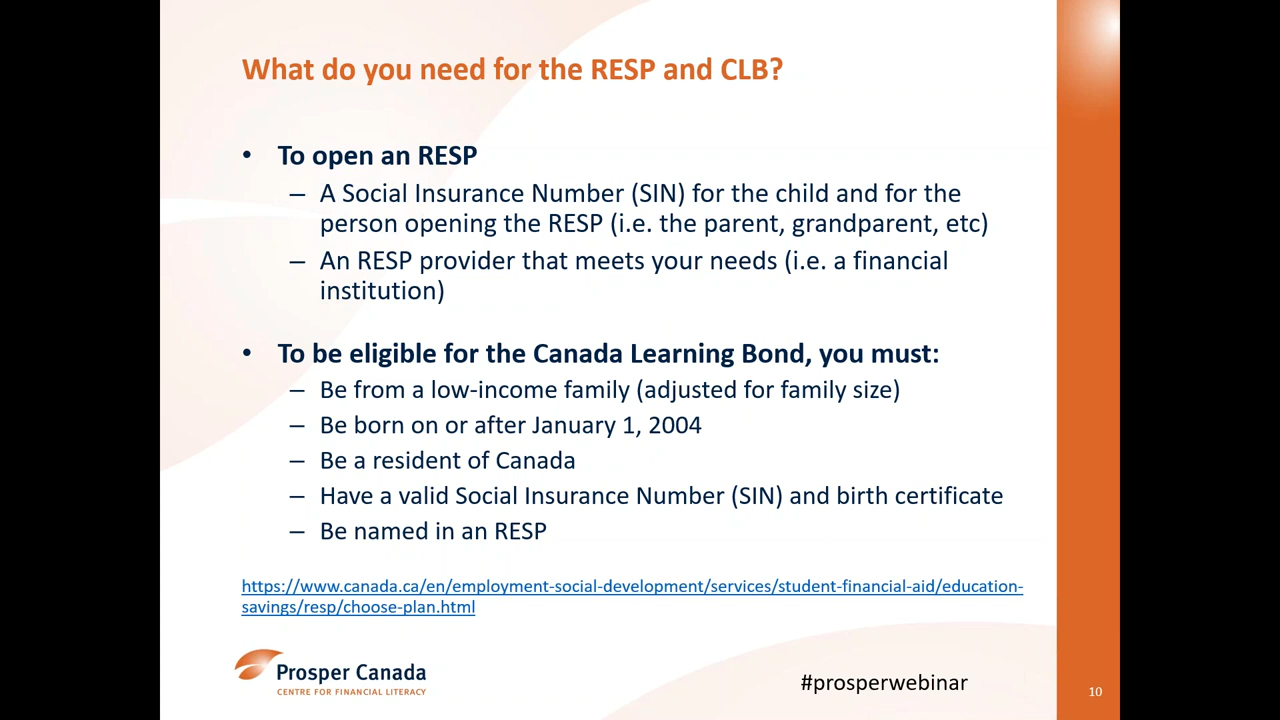 What do you need for the RESP and CLB?
• To open an RESP
– A Social Insurance Number (SIN) for the child and for the
person opening the RESP (i.e. the parent, grandparent, etc)
– An RESP provider that meets your needs (i.e. a financial
institution)
• To be eligible for the Canada Learning Bond, you must:
– Be from a low-income family (adjusted for family size)
– Be born on or after January 1, 2004
– Be a resident of Canada
– Have a valid Social Insurance Number (SIN) and birth certificate
– Be named in an RESP
https://www.canada.ca/en/employment-social-development/services/student-financial-aid/education-
savings/resp/choose-plan.html
Prosper Canada
CENTRE FOR FINANCIAL LITERACY
#prosperwebinar
10